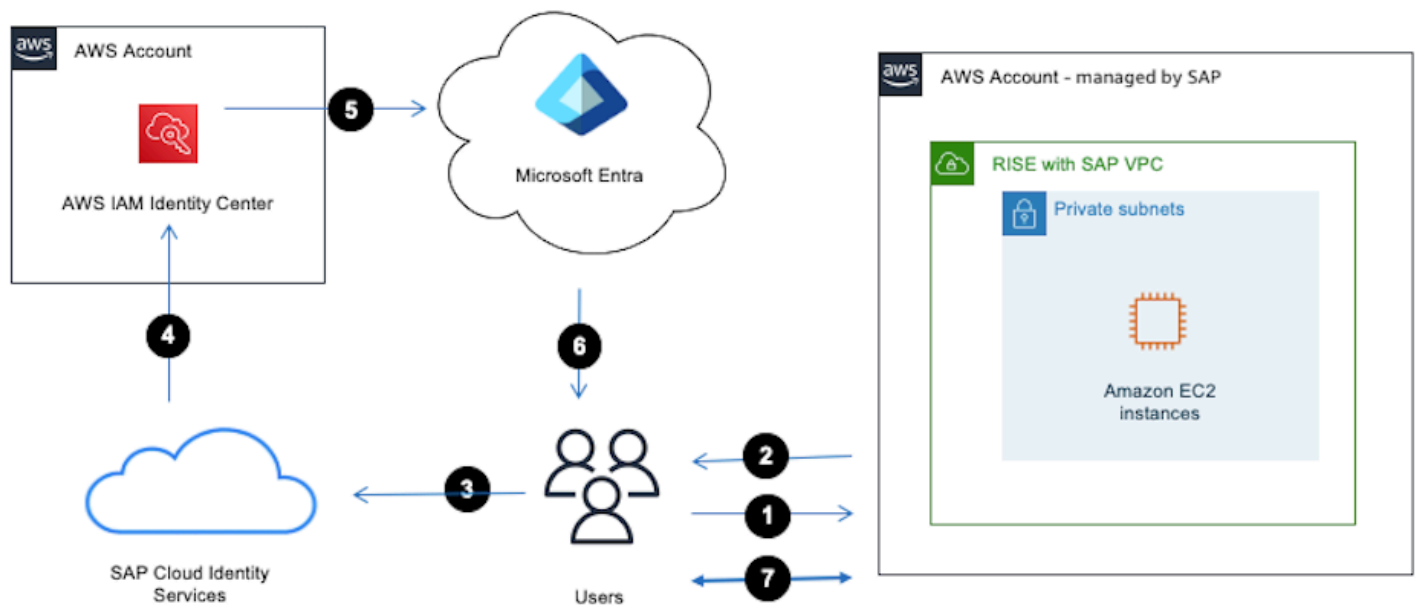 aws
AWS Account
AWS IAM Identity Center
5
Microsoft Entra
aws
AWS Account - managed by SAP
RISE with SAP VPC
Private subnets
Amazon EC2
instances
4
6
2
3
1
7
SAP Cloud Identity
Services
Users